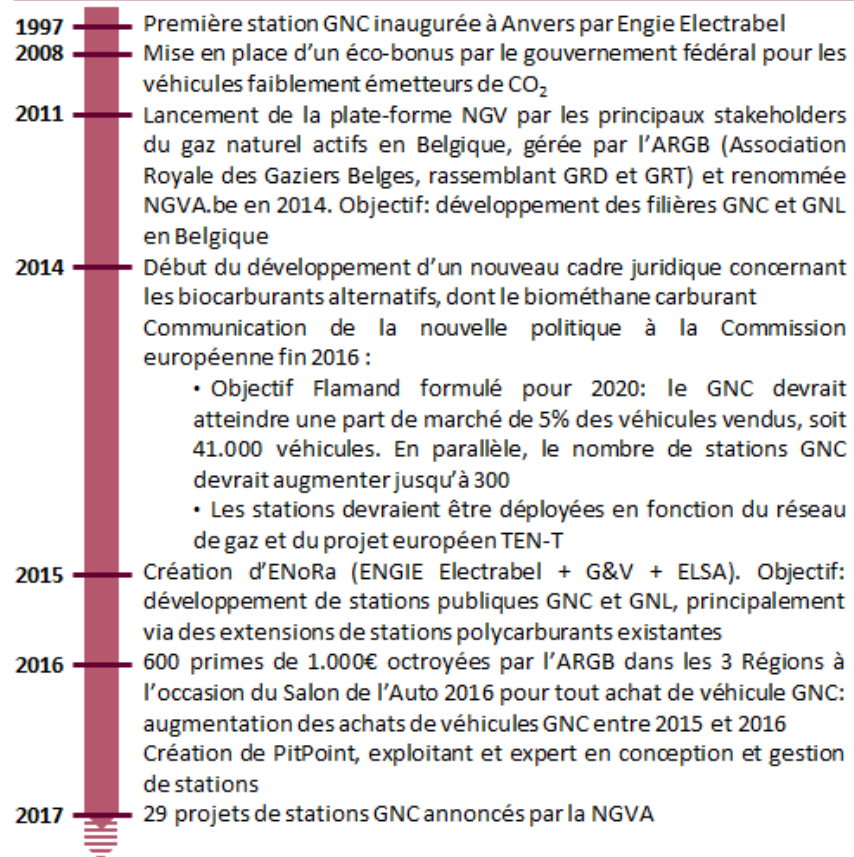 1997 Première station GNC inaugurée à Anvers par Engie Electrabel
2008 Mise en place d’un éco-bonus par le gouvernement fédéral pour les
véhicules faiblement émetteurs de CO₂
2011 Lancement de la plate-forme NGV par les principaux stakeholders
du gaz naturel actifs en Belgique, gérée par l’ARGB (Association
Royale des Gaziers Belges, rassemblant GRD et GRT) et renommée
NGVA.be en 2014. Objectif: développement des filières GNC et GNL
en Belgique
2014 Début du développement d’un nouveau cadre juridique concernant
les biocarburants alternatifs, dont le biométhane carburant
Communication de la nouvelle politique à la Commission
européenne fin 2016 :
• Objectif Flamand formulé pour 2020: le GNC devrait
atteindre une part de marché de 5% des véhicules vendus, soit
41.000 véhicules. En parallèle, le nombre de stations GNC
devrait augmenter jusqu’à 300
• Les stations devraient être déployées en fonction du réseau
de gaz et du projet européen TEN-T
2015 Création d’ENoRa (ENGIE Electrabel + G&V + ELSA). Objectif:
développement de stations publiques GNC et GNL, principalement
via des extensions de stations polycarburants existantes
2016 600 primes de 1.000€ octroyées par l’ARGB dans les 3 Régions à
l’occasion du Salon de l’Auto 2016 pour tout achat de véhicule GNC:
augmentation des achats de véhicules GNC entre 2015 et 2016
Création de PitPoint, exploitant et expert en conception et gestion
de stations
2017 29 projets de stations GNC annoncés par la NGVA